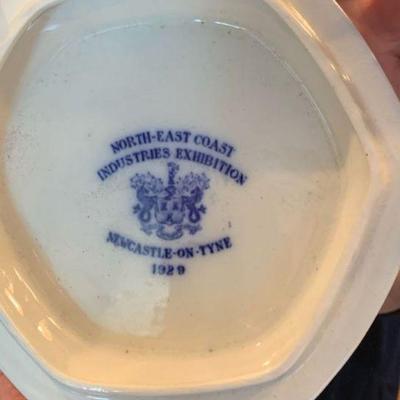 NORTH-EAST COAST
INDUSTRIES EXHIBITION
NEWCASTLE-ON-TYNE
1929